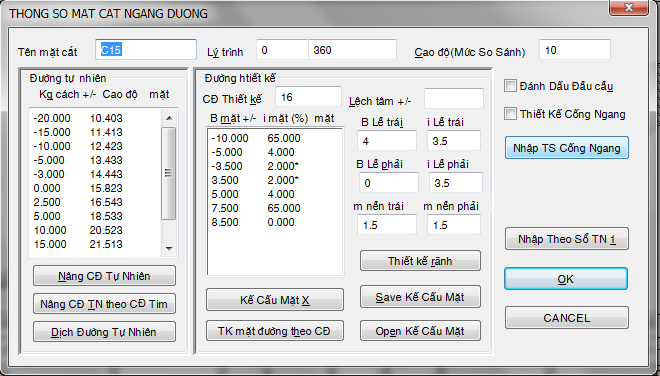 THONG SO MAT CAT NGANG DUONG
Tên mặt cắt C15 Lý trình 0 360 Cao độ(Mức So Sánh) 10
Đường tự nhiên
Kg cách +/- Cao độ mặt
-20.000 10.403
-15.000 11.413
-10.000 12.423
-5.000 13.433
-3.000 14.443
0.000 15.823
2.500 16.543
5.000 18.533
10.000 20.523
15.000 21.513
Nâng CĐ Tự Nhiên
Nâng CĐ TN theo CĐ Tim
Dịch Đường Tự Nhiên
Đường htiết kế
CĐ Thiết kế 16 Lệch tâm +/-
B mặt +/- i mặt (%) mặt
-10.000 65.000
-5.000 4.000
-3.500 2.000*
3.500 2.000*
5.000 4.000
7.500 65.000
8.500 0.000
B Lề trái i Lề trái
4 3.5
B Lề phải i Lề phải
0 3.5
m nền trái m nền phải
1.5 1.5
Thiết kế rãnh
Kế Cấu Mặt X Save Kế Cấu Mặt
TK mặt đường theo CĐ Open Kế Cấu Mặt
Đánh Dấu Đầu cầu
Thiết Kế Cống Ngang
Nhập TS Cống Ngang
Nhập Theo Sổ TN 1
OK
CANCEL